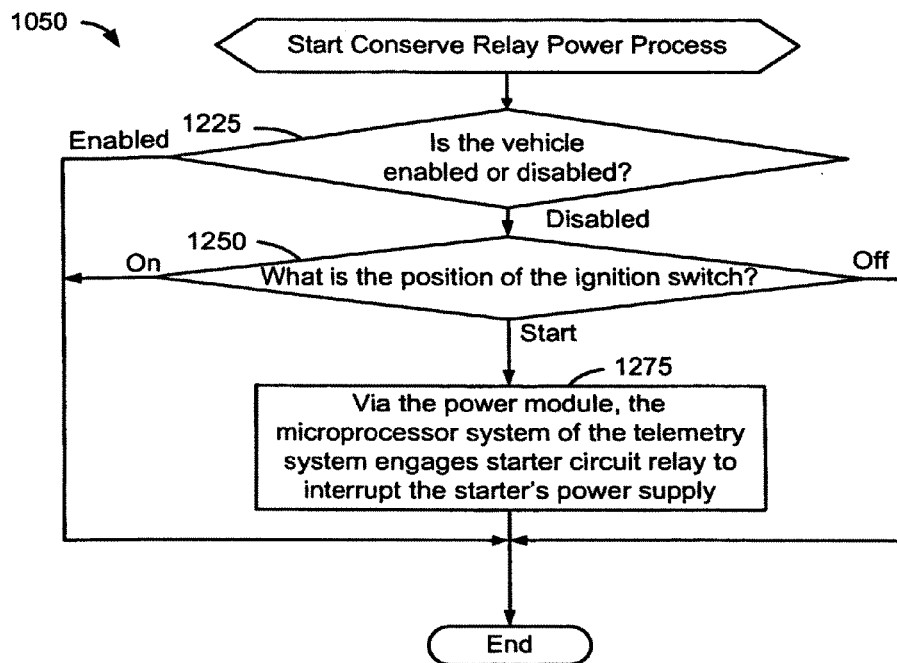 1050
Start Conserve Relay Power Process
1225
Enabled
Is the vehicle
enabled or disabled?
Disabled
1250
On
What is the position of the ignition switch?
Off
Start
1275
Via the power module, the
microprocessor system of the telemetry
system engages starter circuit relay to
interrupt the starter's power supply
End